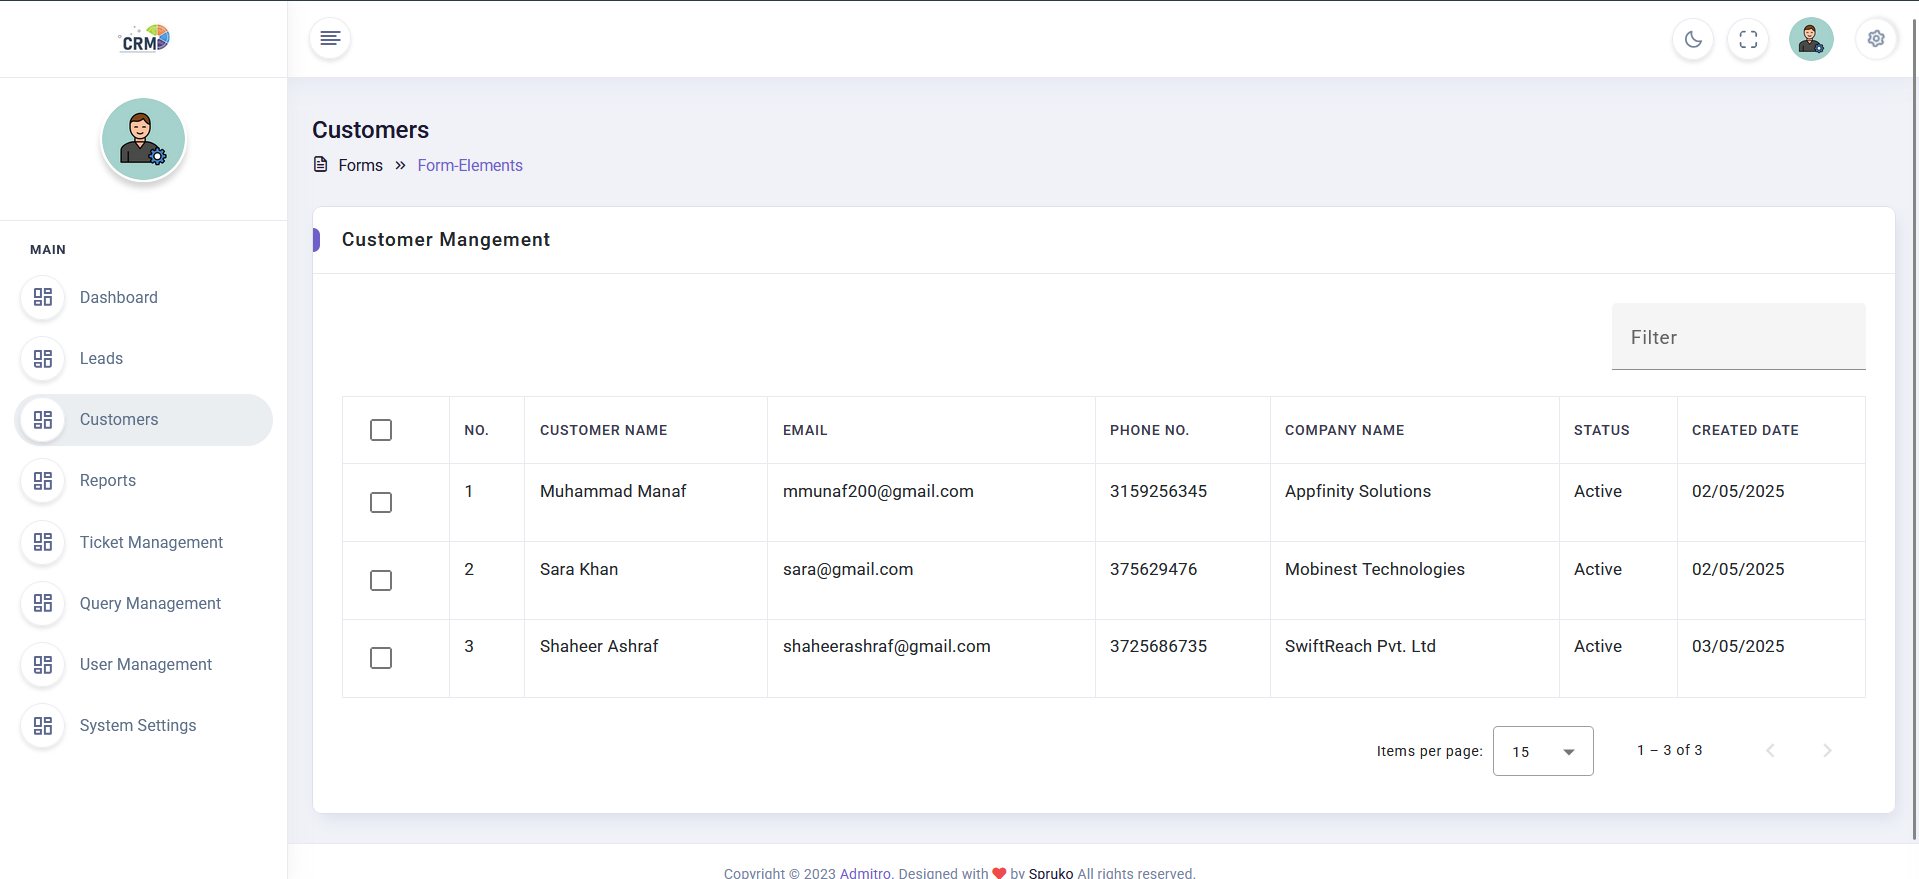 CRM
Customers
Forms » Form-Elements
MAIN
Dashboard
Leads
Customers
Reports
Ticket Management
Query Management
User Management
System Settings
Customer Mangement
Filter
NO. CUSTOMER NAME EMAIL PHONE NO. COMPANY NAME STATUS CREATED DATE
1 Muhammad Manaf mmunaf200@gmail.com 3159256345 Appfinity Solutions Active 02/05/2025
2 Sara Khan sara@gmail.com 375629476 Mobinest Technologies Active 02/05/2025
3 Shaheer Ashraf shaheerashraf@gmail.com 3725686735 SwiftReach Pvt. Ltd Active 03/05/2025
Items per page: 15 1 – 3 of 3
Copyright © 2023 Admitro. Designed with ❤ by Spruko All rights reserved.